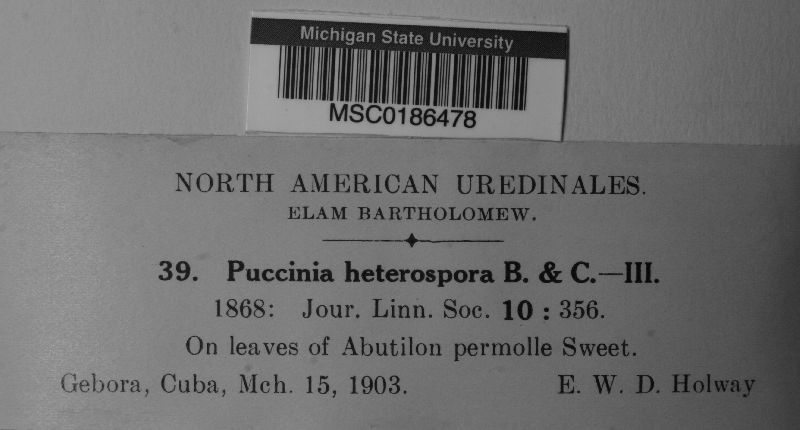 Michigan State University
MSC0186478
NORTH AMERICAN UREDINALES.
ELAM BARTHOLOMEW.
39. Puccinia heterospora B. & C.—III.
1868: Jour. Linn. Soc. 10 : 356.
On leaves of Abutilon permolle Sweet.
Gebora, Cuba, Mch. 15, 1903. E. W. D. Holway